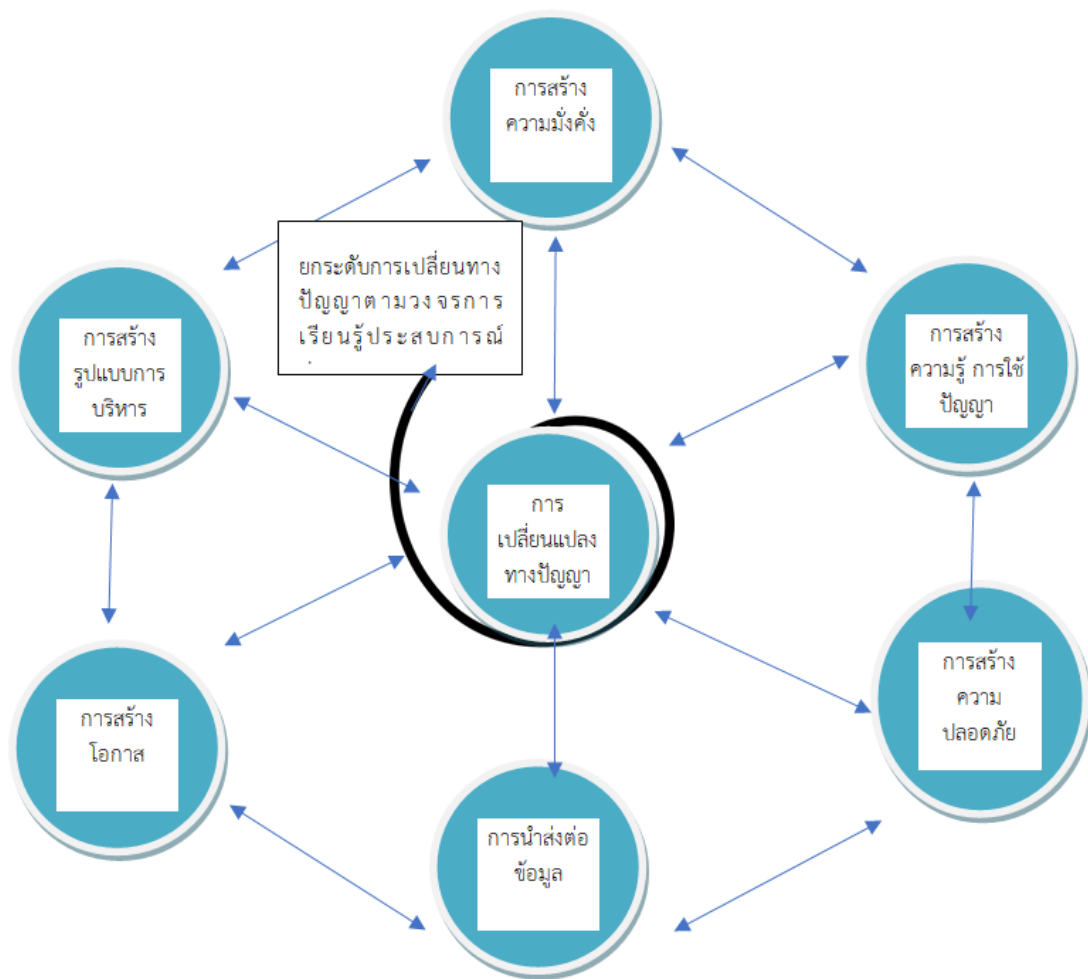 การสร้าง
ความมั่งคั่ง
ยกระดับการเปลี่ยนทาง
ปัญญาตามวงจรการ
เรียนรู้ประสบการณ์
การสร้าง
รูปแบบการ
บริหาร
การสร้าง
ความรู้ การใช้
ปัญญา
การ
เปลี่ยนแปลง
ทางปัญญา
การสร้าง
โอกาส
การสร้าง
ความ
ปลอดภัย
การนำส่งต่อ
ข้อมูล